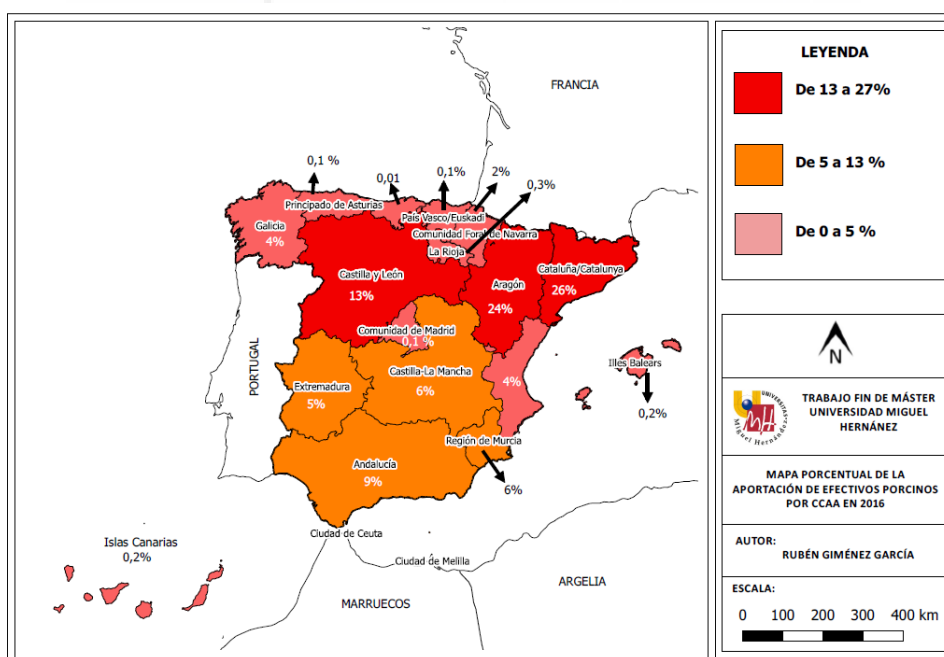 FRANCIA
0,1 %
0,01
0,1%
2%
0,3%
Principado de Asturias
País Vasco/Euskadi
Galicia
4%
Comunidad Foral de Navarra
La Rioja
Castilla y León
13%
Aragón
24%
Cataluña/Catalunya
26%
Comunidad de Madrid
0,1 %
Castilla-La Mancha
6%
4%
Illes Balears
0,2%
PORTUGAL
Extremadura
5%
Región de Murcia
6%
Andalucía
9%
Ciudad de Ceuta
Ciudad de Melilla
Islas Canarias
0,2%
MARRUECOS
ARGELIA
LEYENDA
De 13 a 27%
De 5 a 13 %
De 0 a 5 %
N
UNIVERSITAS
Miguel Hernández
TRABAJO FIN DE MÁSTER
UNIVERSIDAD MIGUEL
HERNÁNEZ
MAPA PORCENTUAL DE LA
APORTACIÓN DE EFECTIVOS PORCINOS
POR CCAA EN 2016
AUTOR:
RUBÉN GIMÉNEZ GARCÍA
ESCALA:
0 100 200 300 400 km